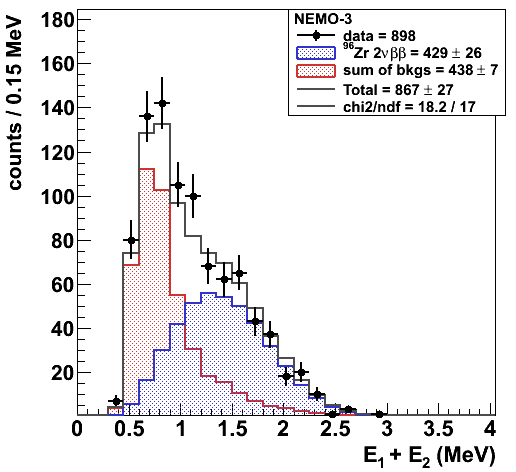 counts / 0.15 MeV
180
160
140
120
100
80
60
40
20
NEMO-3
data = 898
⁹⁶Zr 2νββ = 429 ± 26
sum of bkgs = 438 ± 7
Total = 867 ± 27
chi2/ndf = 18.2 / 17
0 0.5 1 1.5 2 2.5 3 3.5 4
E₁ + E₂ (MeV)